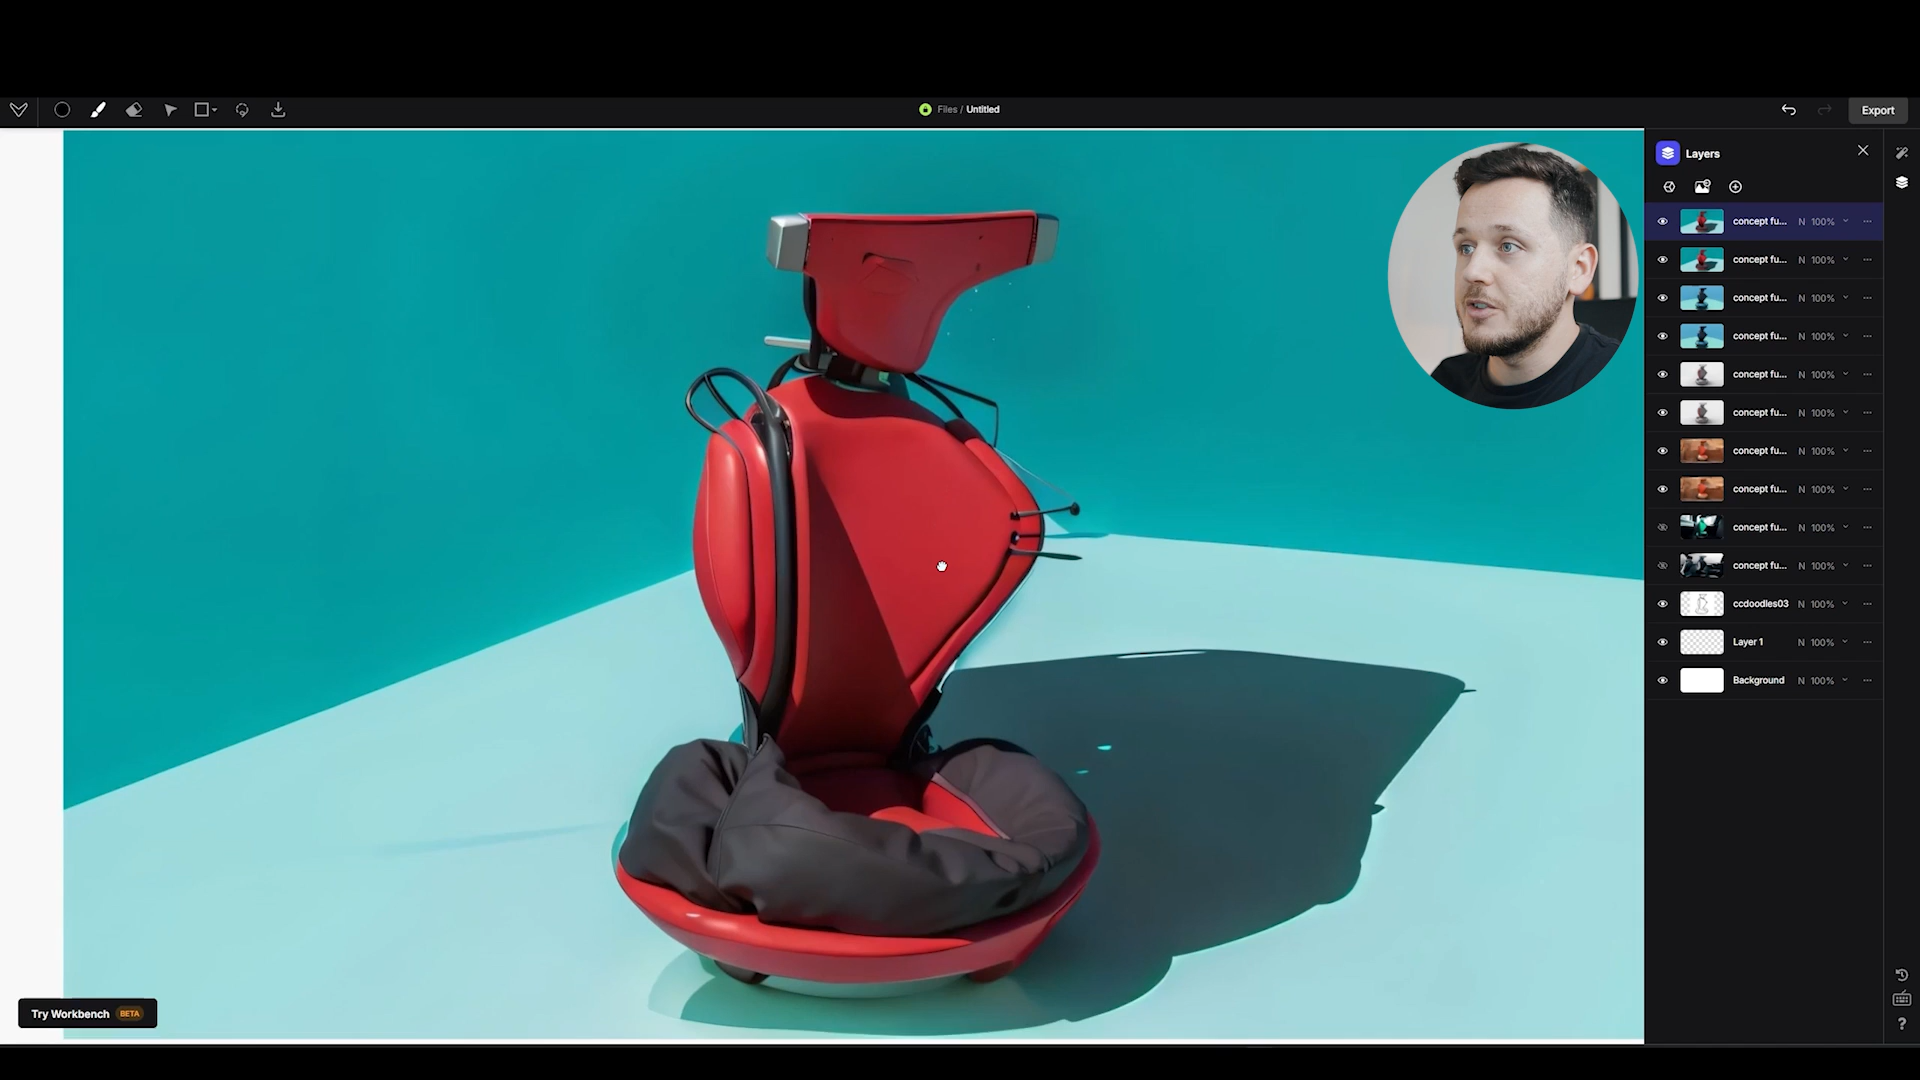 Files / Untitled
Export
Layers
concept fu... N 100%
concept fu... N 100%
concept fu... N 100%
concept fu... N 100%
concept fu... N 100%
concept fu... N 100%
concept fu... N 100%
concept fu... N 100%
concept fu... N 100%
concept fu... N 100%
ccdoodles03 N 100%
Layer 1 N 100%
Background N 100%
Try Workbench BETA